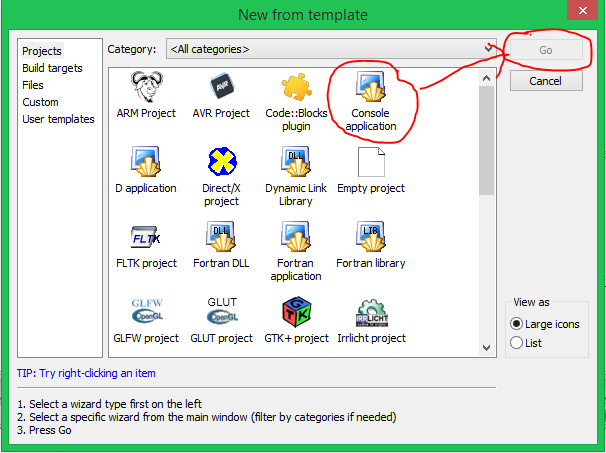 New from template
Projects
Build targets
Files
Custom
User templates
Category: <All categories>
Go
Cancel
ARM Project
AVR Project
Code::Blocks
plugin
Console
application
D application
Direct/X
project
DLL
Dynamic Link
Library
Empty project
FLTK
FLTK project
DLL
Fortran DLL
Fortran
application
LIB
Fortran library
GLFW
OpenGL
GLFW project
GLUT
OpenGL
GLUT project
GTK
GTK+ project
IRRLICHT
Irrlicht project
View as
Large icons
List
TIP: Try right-clicking an item
1. Select a wizard type first on the left
2. Select a specific wizard from the main window (filter by categories if needed)
3. Press Go